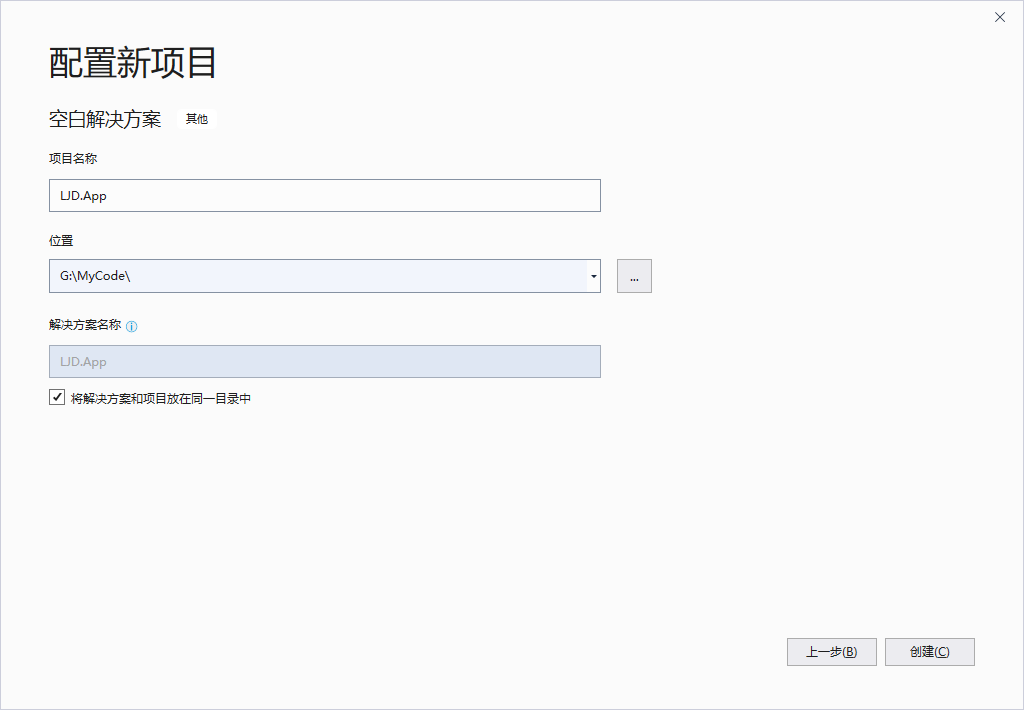 配置新项目
空白解决方案 其他
项目名称
LJD.App
位置
G:\MyCode\
...
解决方案名称
LJD.App
将解决方案和项目放在同一目录中
上一步(B) 创建(C)